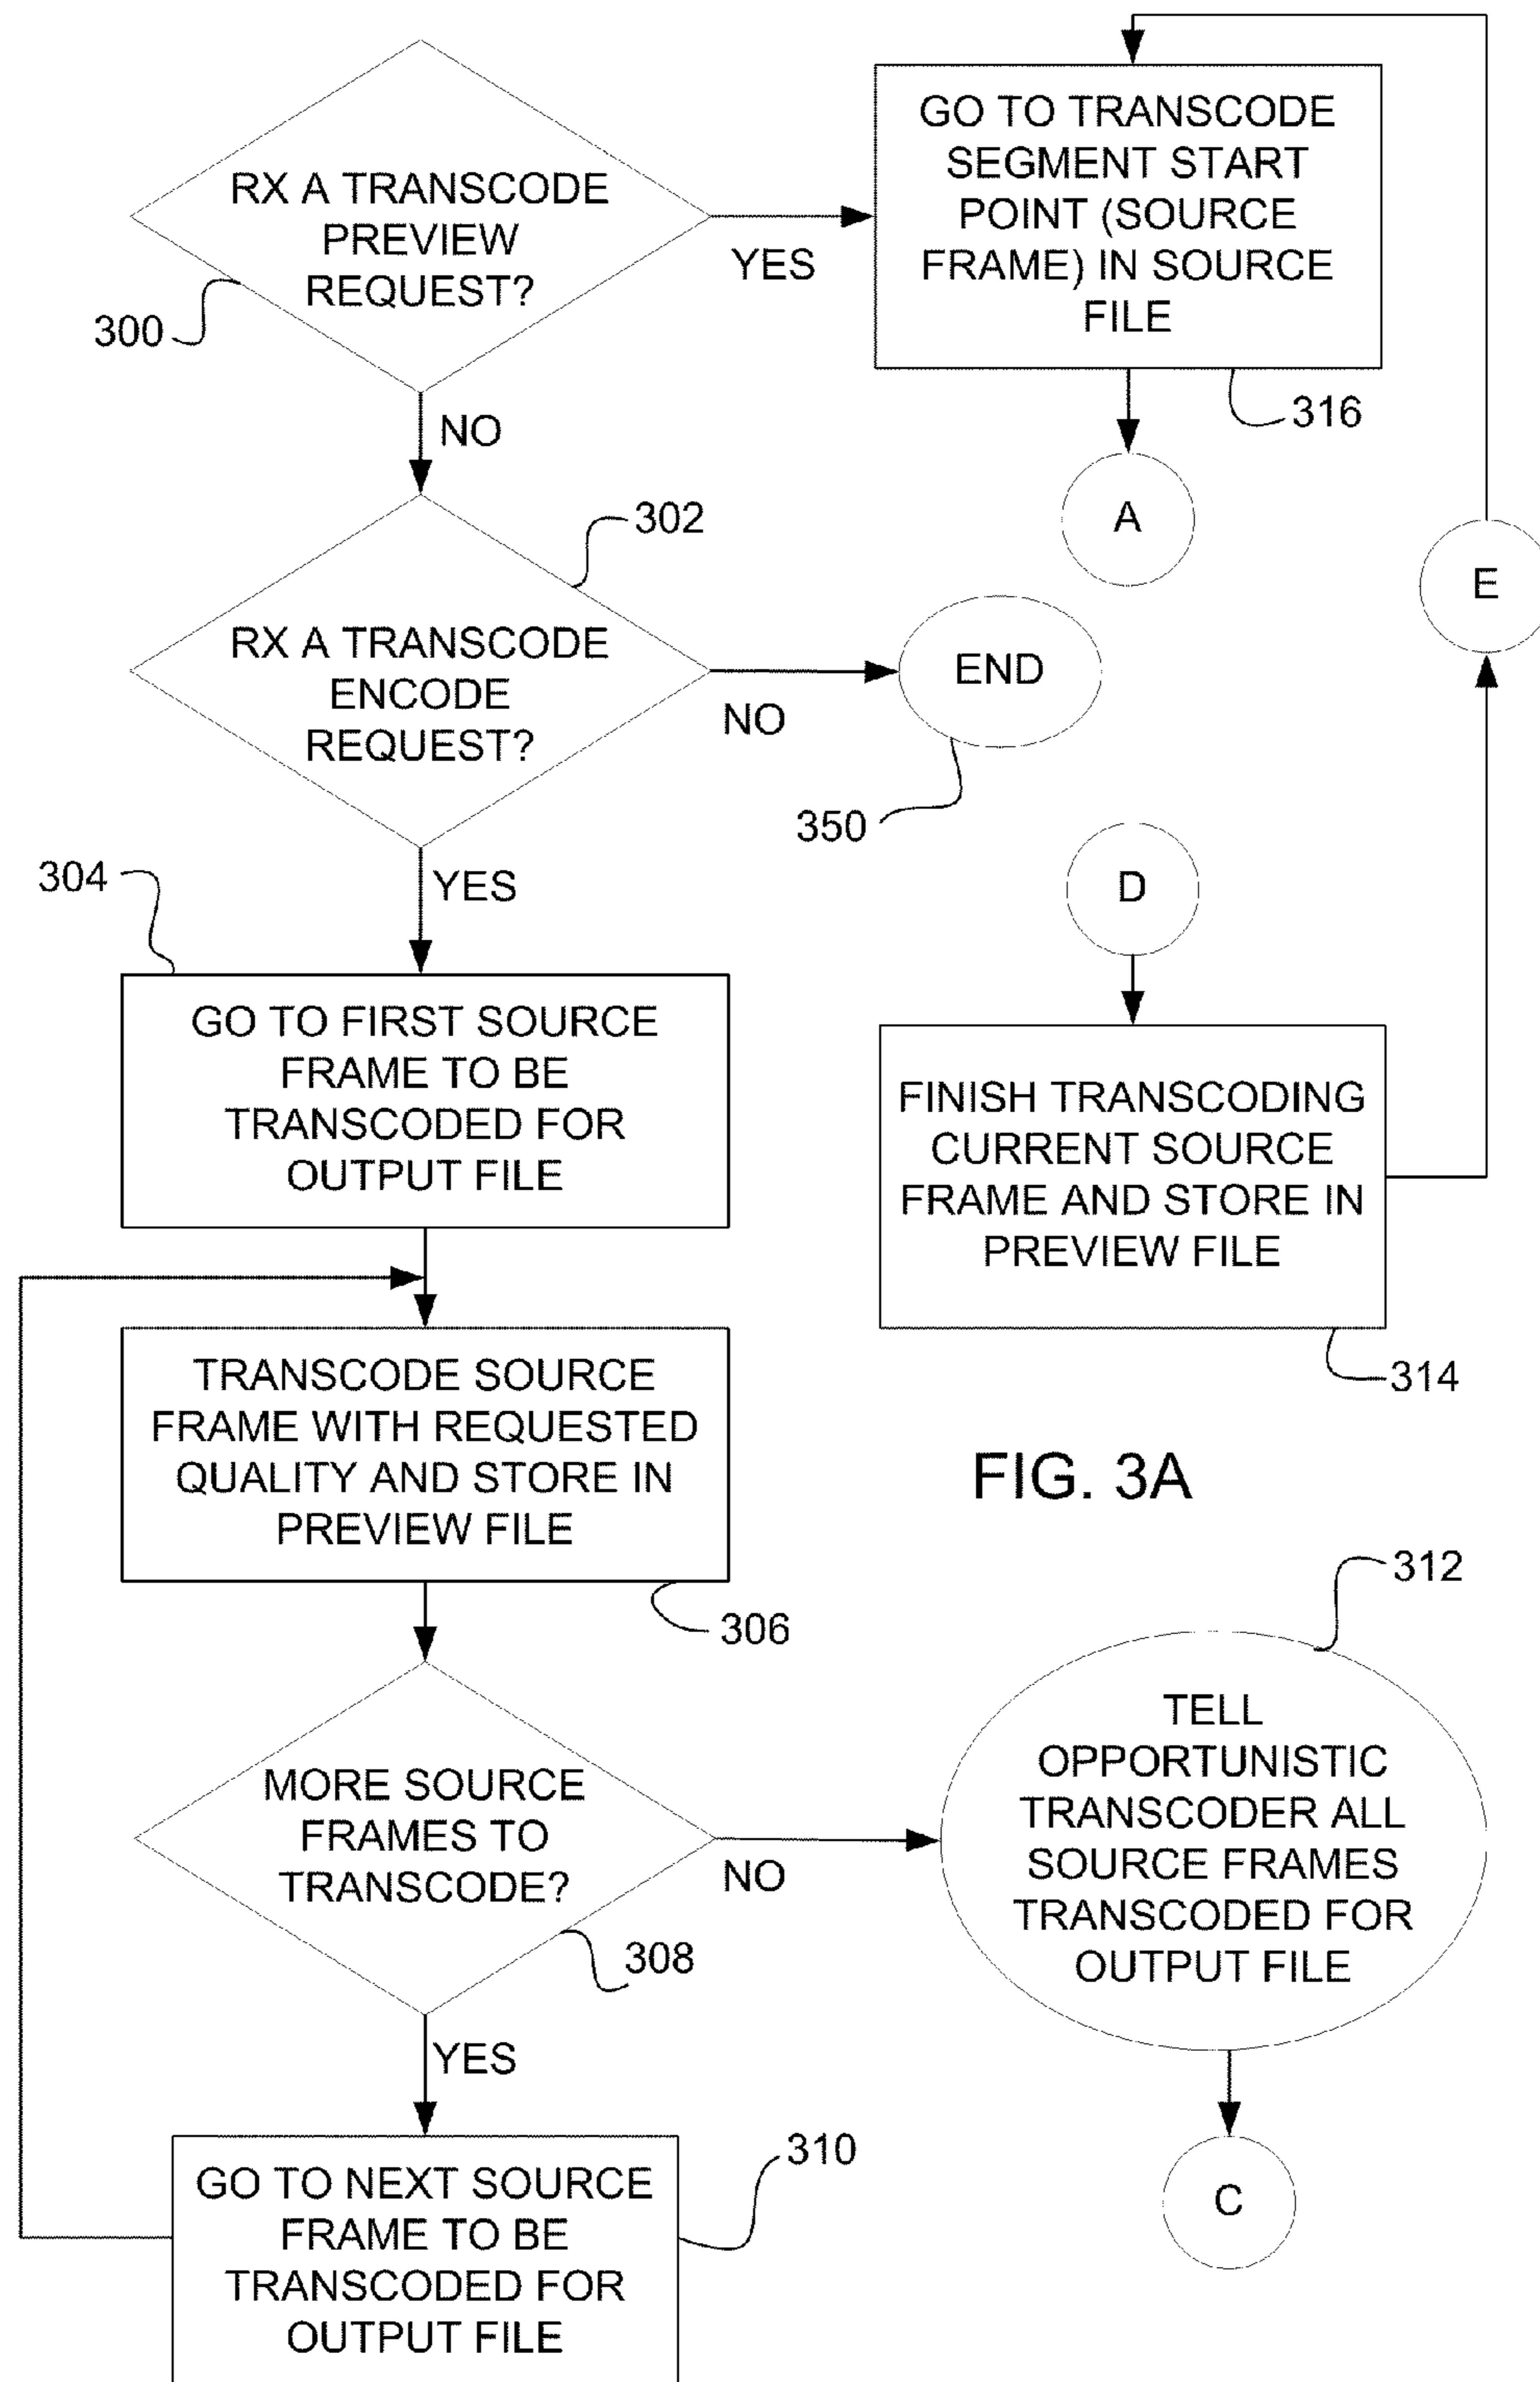 RX A TRANSCODE
PREVIEW
REQUEST?
300
YES
NO
GO TO TRANSCODE
SEGMENT START
POINT (SOURCE
FRAME) IN SOURCE
FILE
316
A
E
302
RX A TRANSCODE
ENCODE
REQUEST?
NO
END
350
YES
304
D
GO TO FIRST SOURCE
FRAME TO BE
TRANSCODED FOR
OUTPUT FILE
FINISH TRANSCODING
CURRENT SOURCE
FRAME AND STORE IN
PREVIEW FILE
314
TRANSCODE SOURCE
FRAME WITH REQUESTED
QUALITY AND STORE IN
PREVIEW FILE
306
FIG. 3A
312
MORE SOURCE
FRAMES TO
TRANSCODE?
308
NO
YES
TELL
OPPORTUNISTIC
TRANSCODER ALL
SOURCE FRAMES
TRANSCODED FOR
OUTPUT FILE
C
310
GO TO NEXT SOURCE
FRAME TO BE
TRANSCODED FOR
OUTPUT FILE